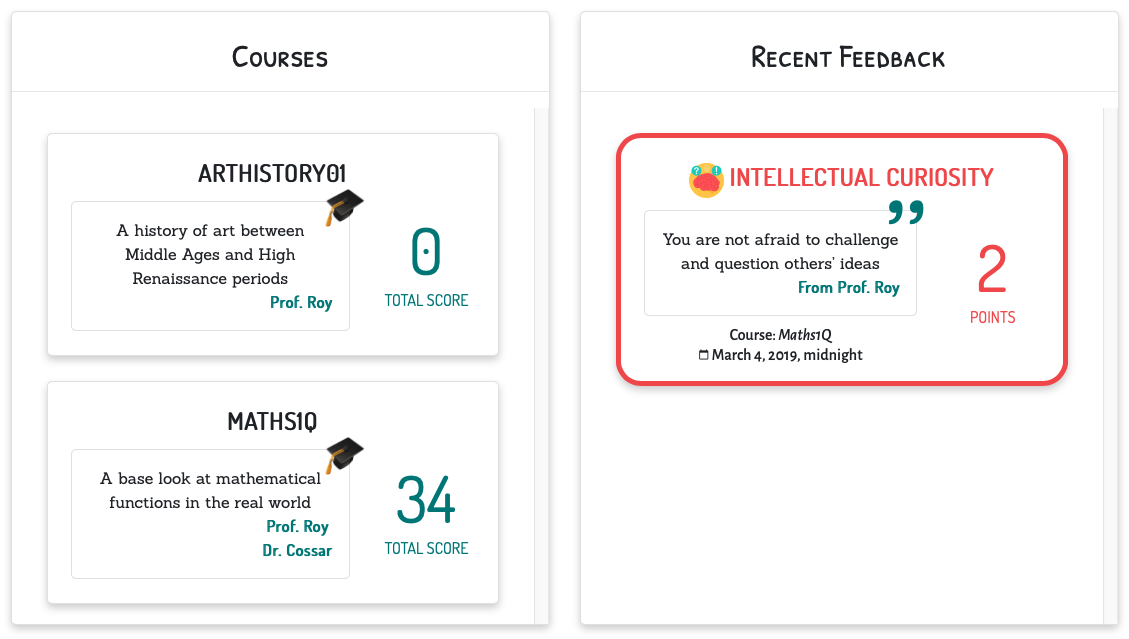 Courses
ARTHISTORY01
A history of art between
Middle Ages and High
Renaissance periods
Prof. Roy
0
TOTAL SCORE
MATHS1Q
A base look at mathematical
functions in the real world
Prof. Roy
Dr. Cossar
34
TOTAL SCORE
Recent Feedback
? !
INTELLECTUAL CURIOSITY
”
You are not afraid to challenge
and question others' ideas
From Prof. Roy
2
POINTS
Course: Maths1Q
March 4, 2019, midnight